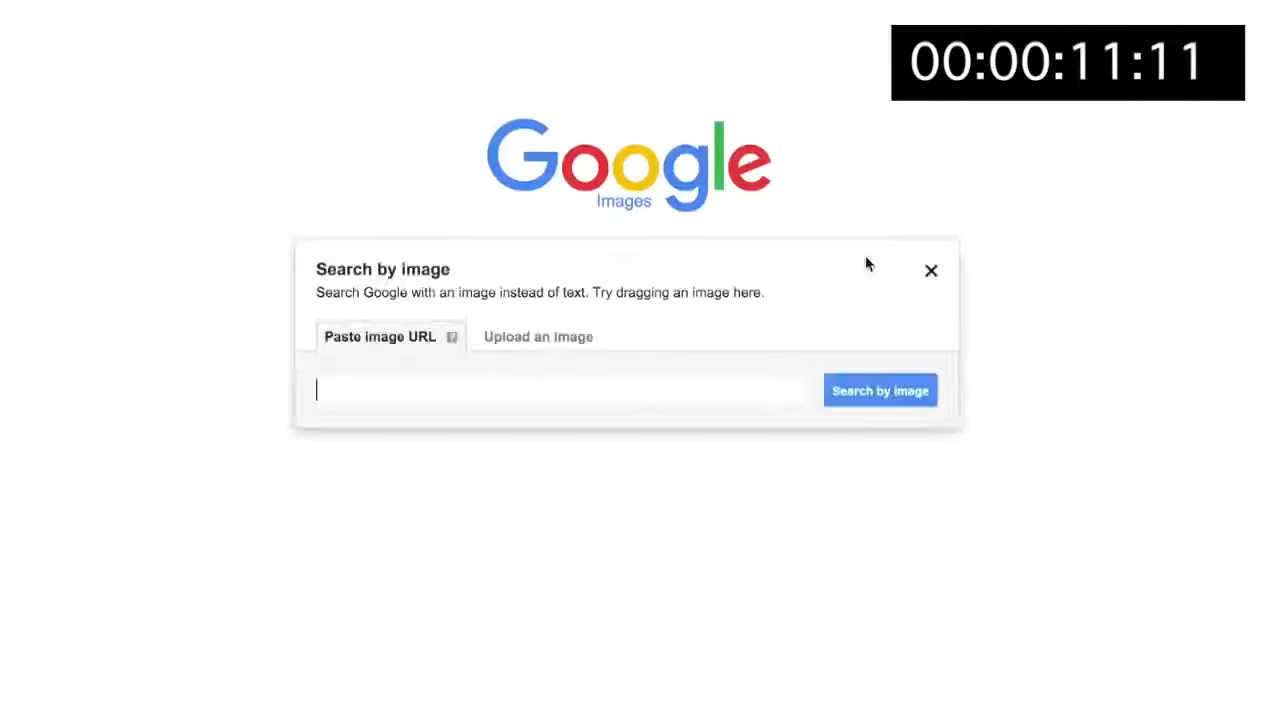 00:00:11:11
Google
Images
Search by image
Search Google with an image instead of text. Try dragging an image here.
Paste image URL ?
Upload an image
Search by image